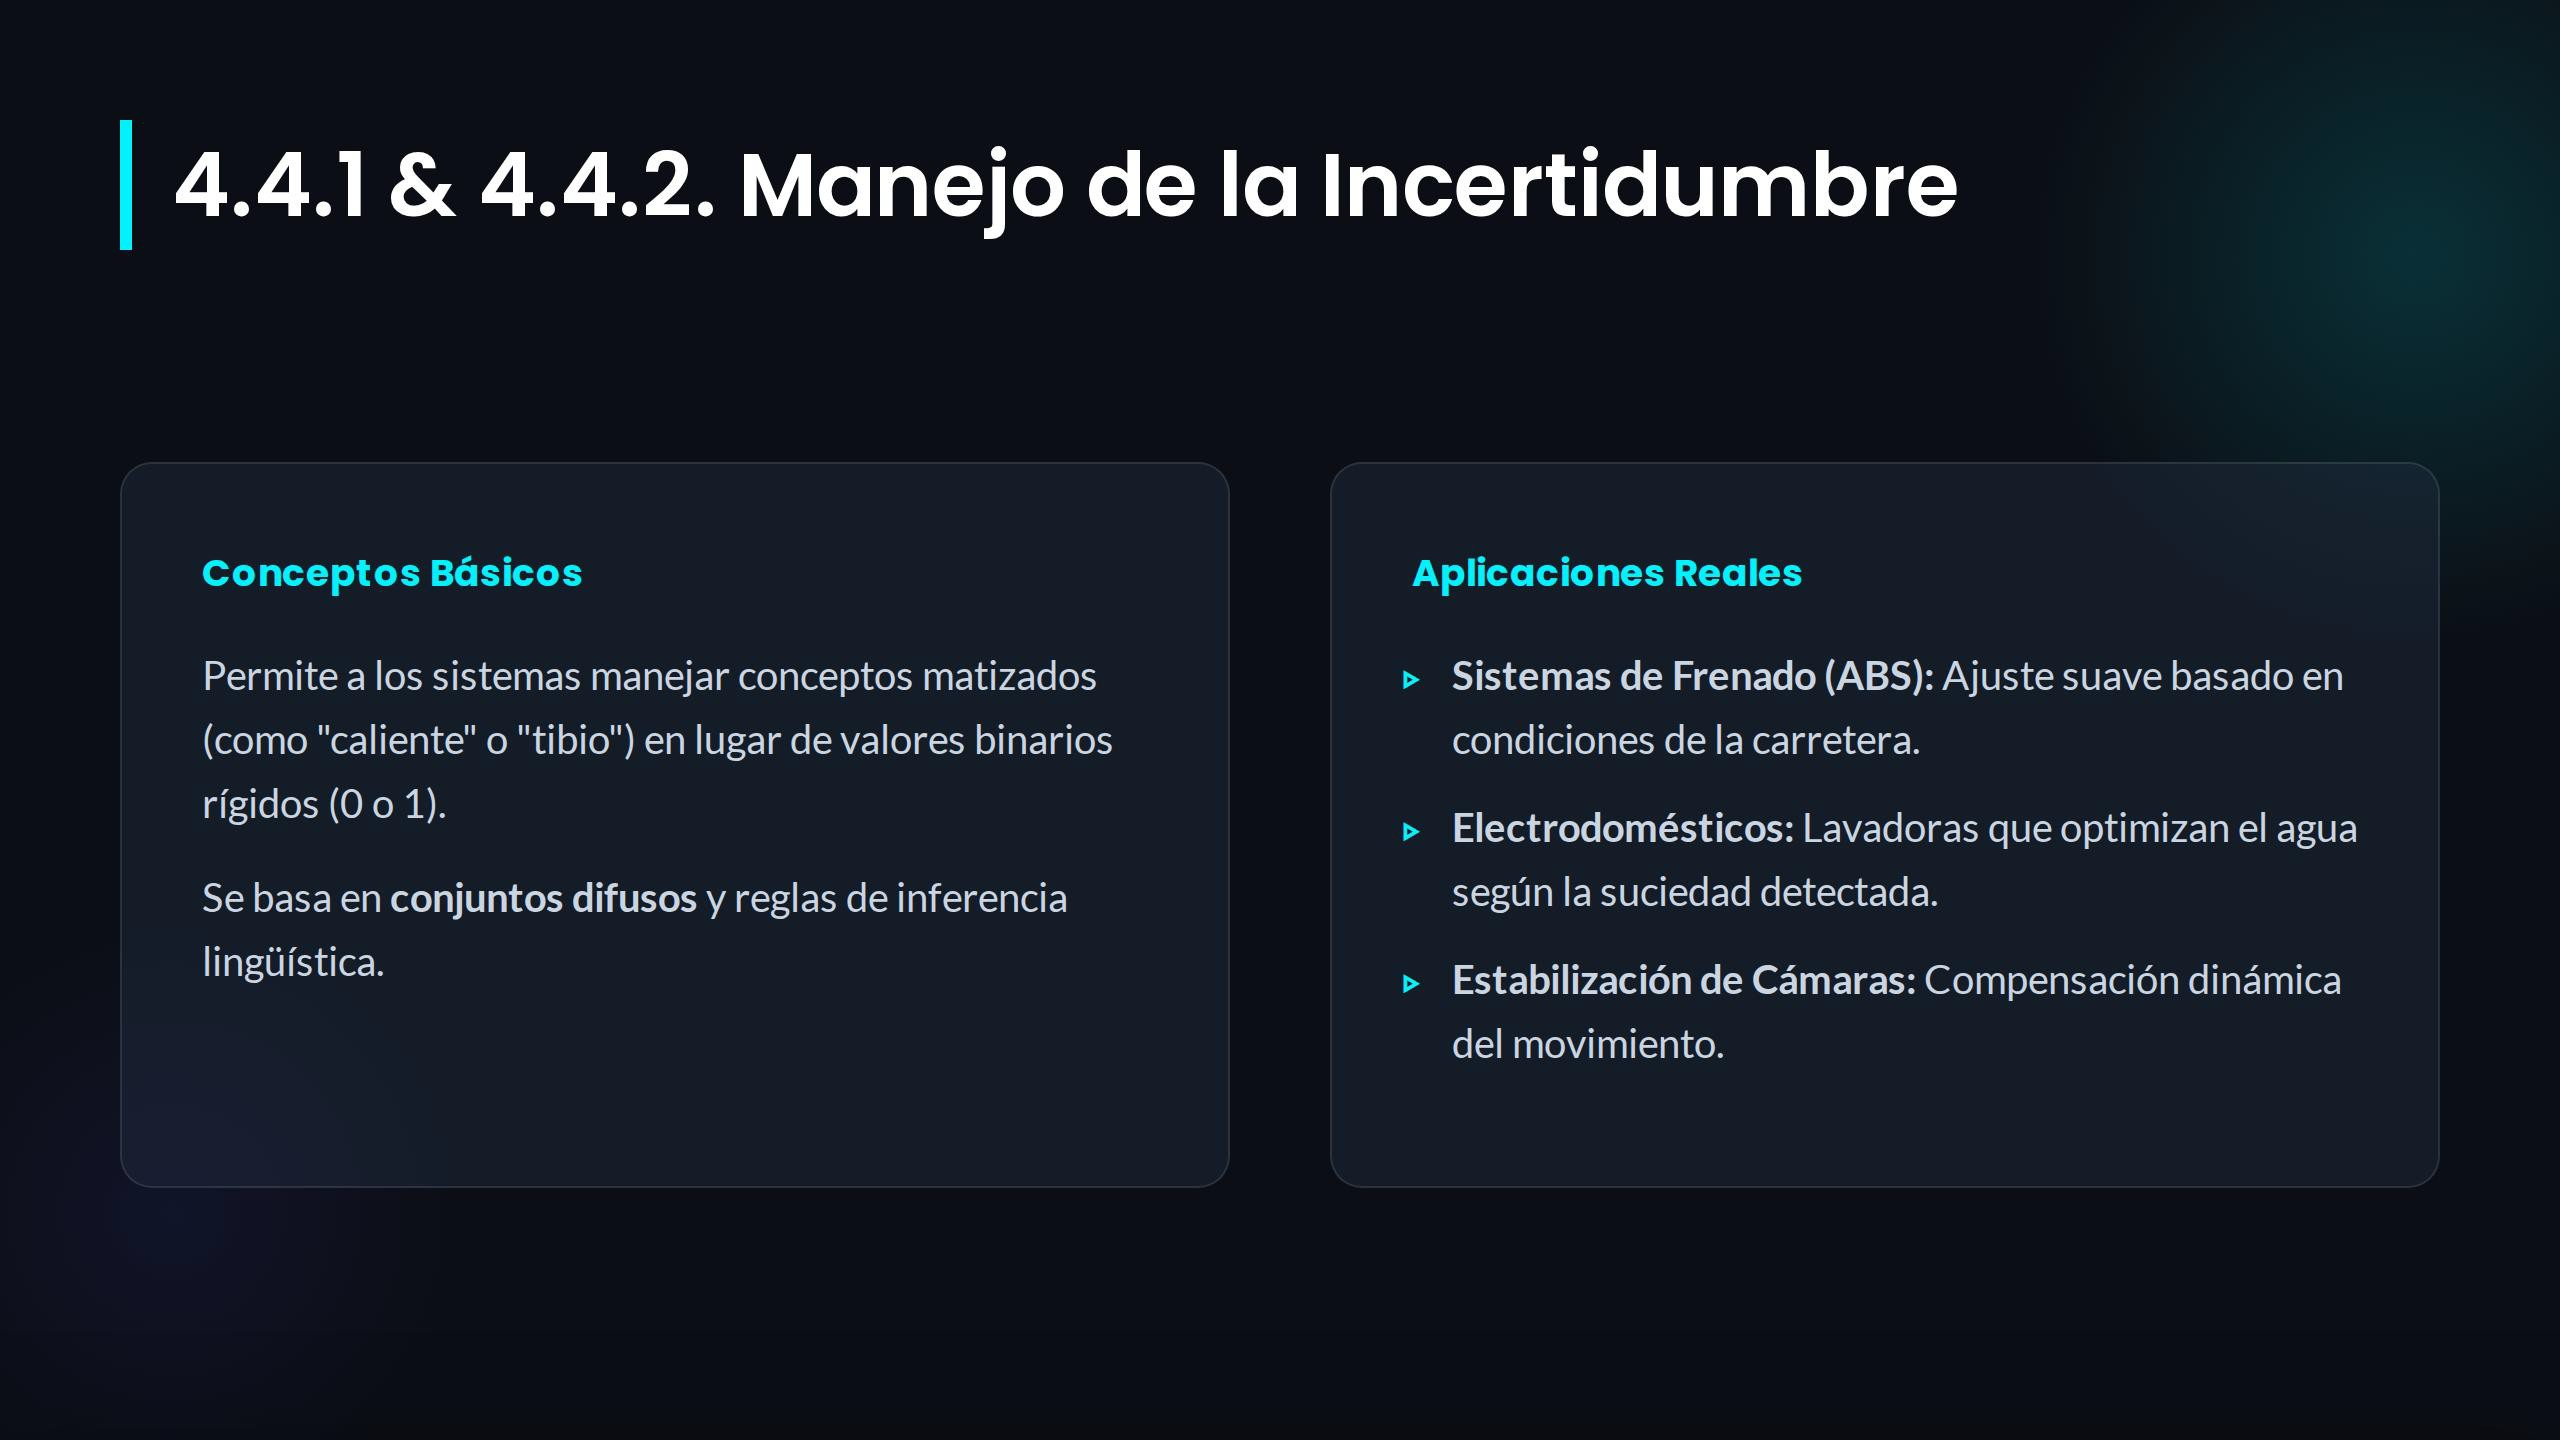 4.4.1 & 4.4.2. Manejo de la Incertidumbre
Conceptos Básicos
Permite a los sistemas manejar conceptos matizados
(como "caliente" o "tibio") en lugar de valores binarios
rígidos (0 o 1).
Se basa en conjuntos difusos y reglas de inferencia
lingüística.
Aplicaciones Reales
▹ Sistemas de Frenado (ABS): Ajuste suave basado en
condiciones de la carretera.
▹ Electrodomésticos: Lavadoras que optimizan el agua
según la suciedad detectada.
▹ Estabilización de Cámaras: Compensación dinámica
del movimiento.